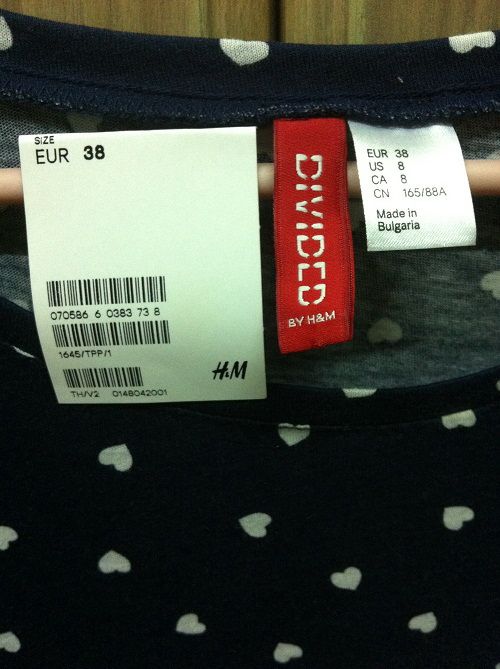 SIZE
EUR 38
070586 6 0383 73 8
1645/TPP/1
TH/V2 0148042001
H&M
DIVIDED
BY H&M
EUR 38
US 8
CA 8
CN 165/88A
Made in
Bulgaria